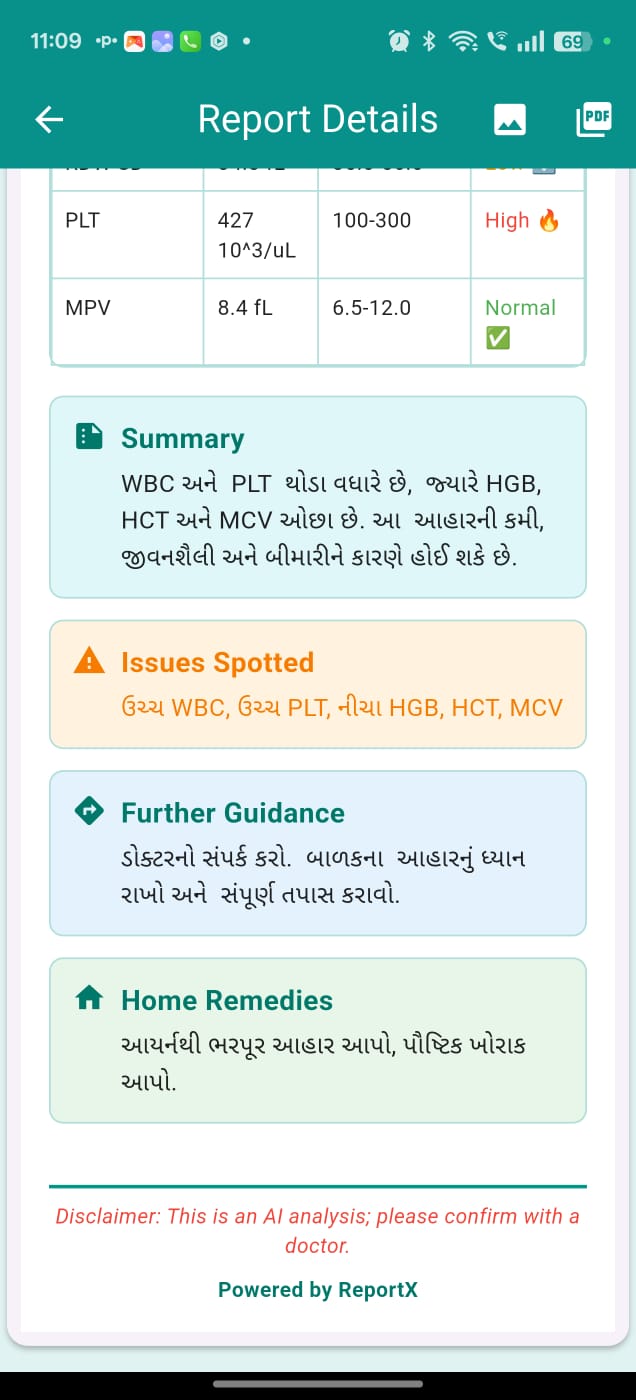 11:09
69
Report Details
PDF
PLT 427 100-300 High 🔥
10^3/uL
MPV 8.4 fL 6.5-12.0 Normal
✅
Summary
WBC અને PLT થોડા વધારે છે, જ્યારે HGB,
HCT અને MCV ઓછા છે. આ આહારની કમી,
જીવનશૈલી અને બીમારીને કારણે હોઈ શકે છે.
Issues Spotted
ઉચ્ચ WBC, ઉચ્ચ PLT, નીચા HGB, HCT, MCV
Further Guidance
ડોક્ટરનો સંપર્ક કરો. બાળકના આહારનું ધ્યાન
રાખો અને સંપૂર્ણ તપાસ કરાવો.
Home Remedies
આયર્નથી ભરપૂર આહાર આપો, પૌષ્ટિક ખોરાક
આપો.
Disclaimer: This is an AI analysis; please confirm with a
doctor.
Powered by ReportX